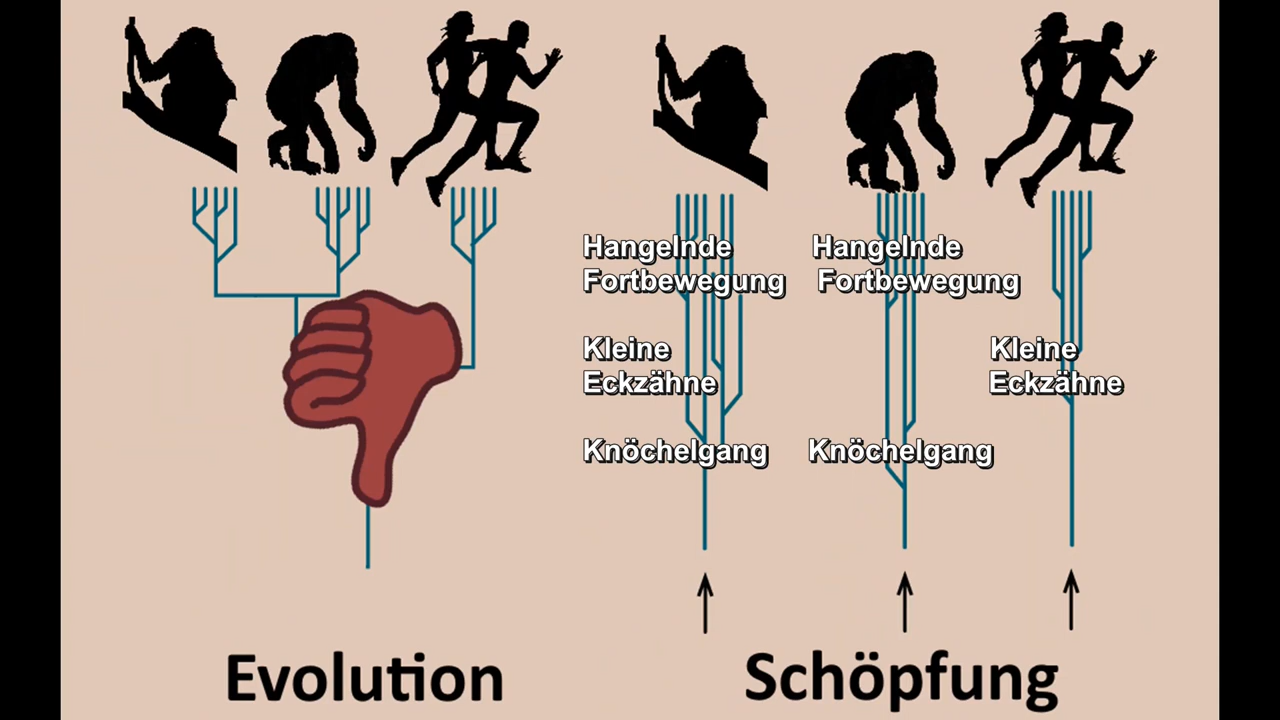 Hangelnde
Fortbewegung
Hangelnde
Fortbewegung
Kleine
Eckzähne
Kleine
Eckzähne
Knöchelgang
Knöchelgang
Evolution
Schöpfung